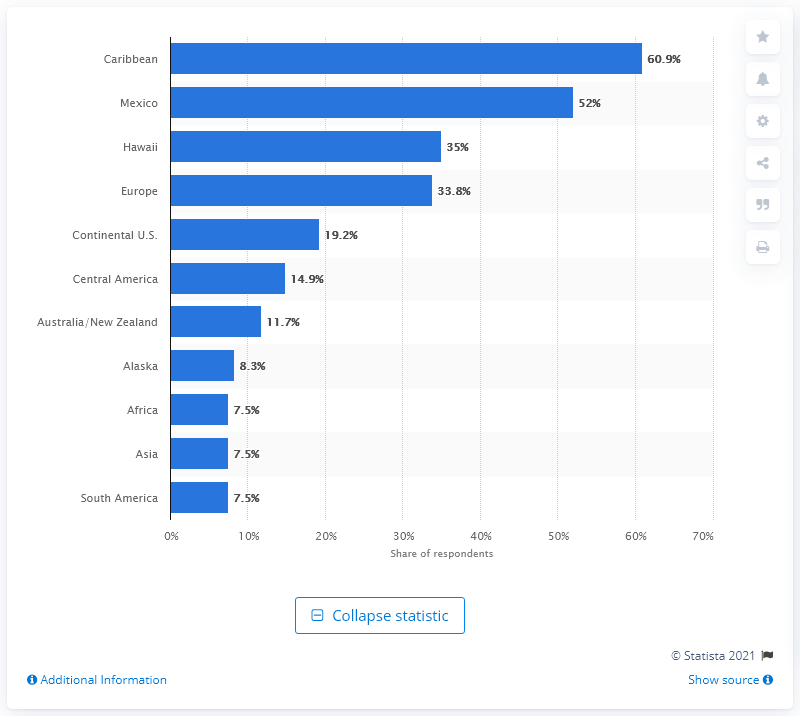 Caribbean 60.9%
Mexico 52%
Hawaii 35%
Europe 33.8%
Continental U.S. 19.2%
Central America 14.9%
Australia/New Zealand 11.7%
Alaska 8.3%
Africa 7.5%
Asia 7.5%
South America 7.5%
0% 10% 20% 30% 40% 50% 60% 70%
Share of respondents
Collapse statistic
© Statista 2021
Additional Information Show source